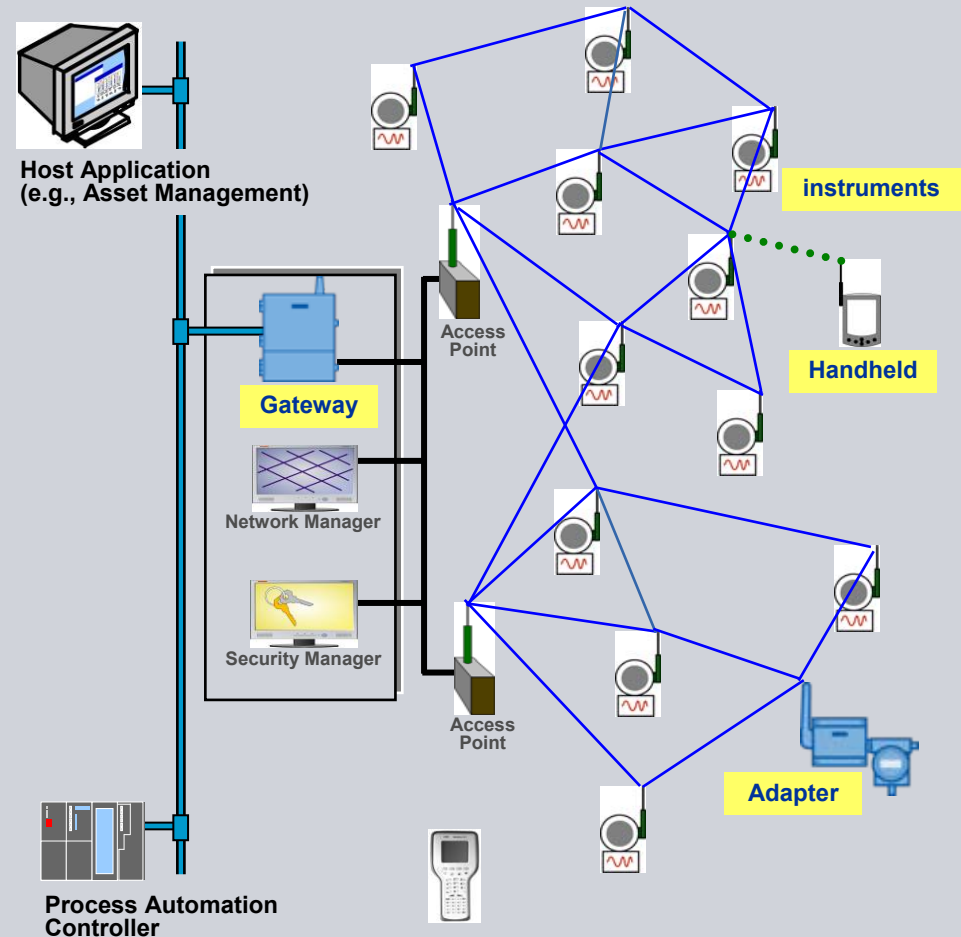 Host Application
(e.g., Asset Management)
instruments
Access
Point
Handheld
Gateway
Network Manager
Security Manager
Access
Point
Adapter
Process Automation
Controller